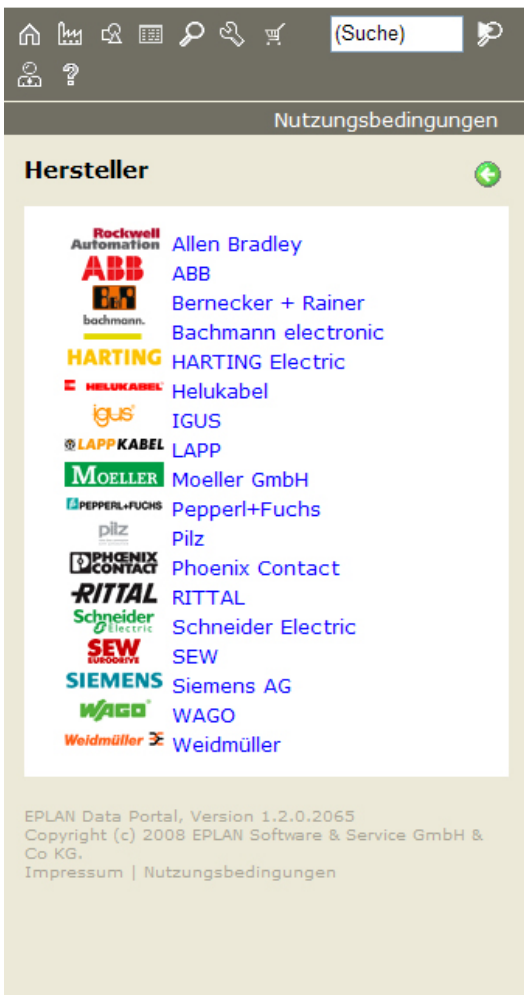 (Suche)
Nutzungsbedingungen
Hersteller
Rockwell
Automation Allen Bradley
ABB ABB
B&R Bernecker + Rainer
bachmann. Bachmann electronic
HARTING HARTING Electric
HELUKABEL Helukabel
igus IGUS
LAPP KABEL LAPP
MOELLER Moeller GmbH
PEPPERL+FUCHS Pepperl+Fuchs
pilz Pilz
PHŒNIX
CONTACT Phoenix Contact
RITTAL RITTAL
Schneider
Electric Schneider Electric
SEW
EURODRIVE SEW
SIEMENS Siemens AG
WAGO WAGO
Weidmüller Weidmüller
EPLAN Data Portal, Version 1.2.0.2065
Copyright (c) 2008 EPLAN Software & Service GmbH &
Co KG.
Impressum | Nutzungsbedingungen